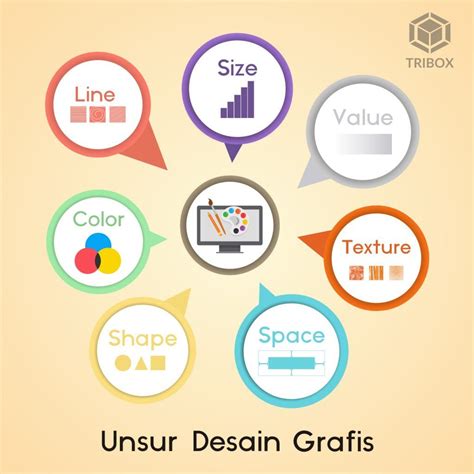 TRIBOX
Size
Line
Value
Color
Texture
Shape
Space
Unsur Desain Grafis